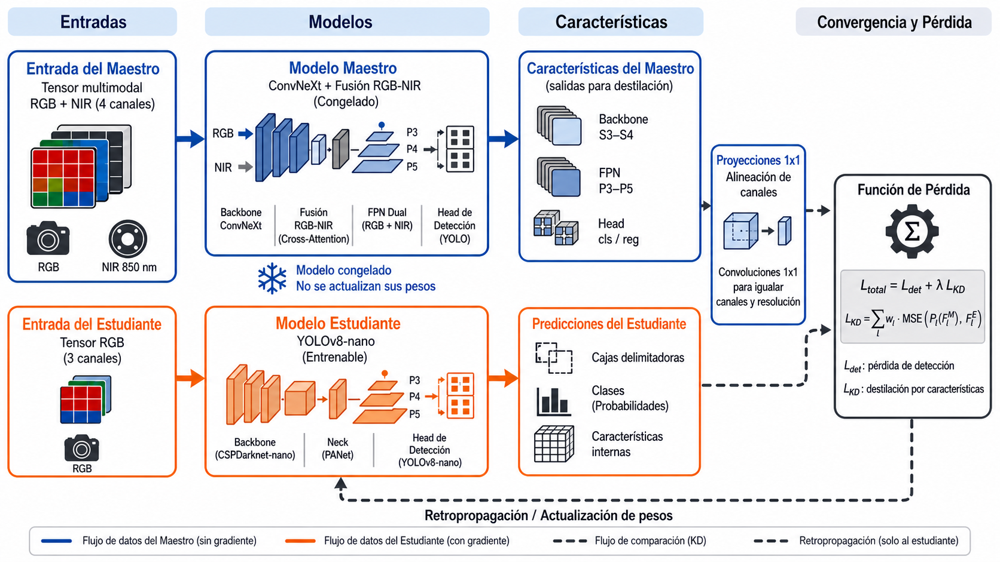 Entradas
Modelos
Características
Convergencia y Pérdida
Entrada del Maestro
Tensor multimodal
RGB + NIR (4 canales)
RGB
NIR 850 nm
Modelo Maestro
ConvNeXt + Fusión RGB-NIR
(Congelado)
RGB
NIR
P3
P4
P5
Backbone
ConvNeXt
Fusión
RGB-NIR
(Cross-Attention)
FPN Dual
(RGB + NIR)
Head de
Detección
(YOLO)
Modelo congelado
No se actualizan sus pesos
Características del Maestro
(salidas para destilación)
Backbone
S3–S4
FPN
P3–P5
Head
cls / reg
Proyecciones 1x1
Alineación de
canales
Convoluciones 1x1
para igualar
canales y resolución
Función de Pérdida
Σ
L_total = L_det + λ L_KD
L_KD = ∑_l w_l · MSE (P_l(F_l^M), F_l^E)
L_det : pérdida de detección
L_KD : destilación por características
Entrada del Estudiante
Tensor RGB
(3 canales)
RGB
Modelo Estudiante
YOLOv8-nano
(Entrenable)
P3
P4
P5
Backbone
(CSPDarknet-nano)
Neck
(PANet)
Head de
Detección
(YOLOv8-nano)
Predicciones del Estudiante
Cajas delimitadoras
Clases
(Probabilidades)
Características
internas
Retropropagación / Actualización de pesos
Flujo de datos del Maestro (sin gradiente)
Flujo de datos del Estudiante (con gradiente)
Flujo de comparación (KD)
Retropropagación (solo al estudiante)